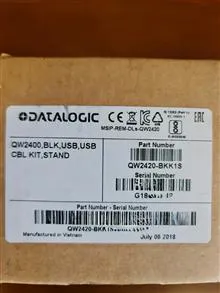 DATALOGIC
MSIP-REM-DLs-QW2420
QW2400,BLK,USB,USB
CBL KIT,STAND
Part Number
QW2420-BKK1S
Serial Number
Part Number - Serial Number
Manufactured in Vietnam
July 06 2018